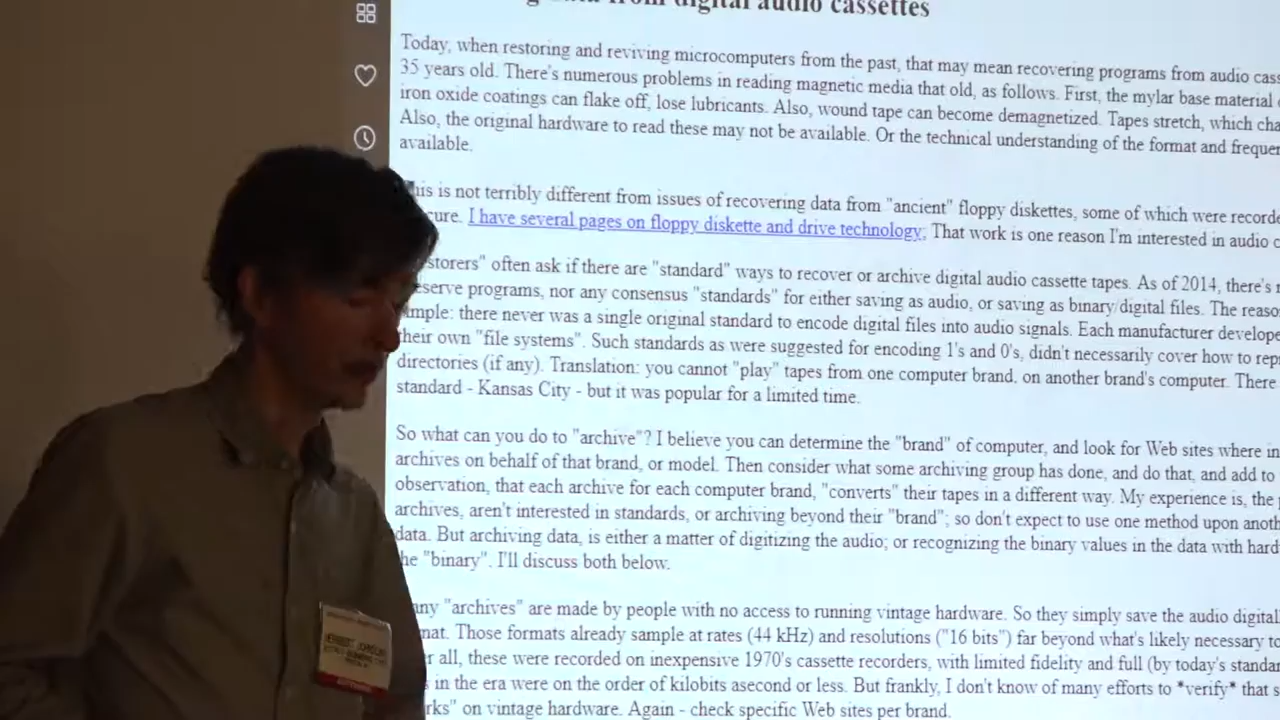 from digital audio cassettes
Today, when restoring and reviving microcomputers from the past, that may mean recovering programs from audio cass
35 years old. There's numerous problems in reading magnetic media that old, as follows. First, the mylar base material
iron oxide coatings can flake off, lose lubricants. Also, wound tape can become demagnetized. Tapes stretch, which cha
Also, the original hardware to read these may not be available. Or the technical understanding of the format and frequen
available.
his is not terribly different from issues of recovering data from "ancient" floppy diskettes, some of which were recorde
cure. I have several pages on floppy diskette and drive technology; That work is one reason I'm interested in audio c
storers" often ask if there are "standard" ways to recover or archive digital audio cassette tapes. As of 2014, there's
eserve programs, nor any consensus "standards" for either saving as audio, or saving as binary/digital files. The reaso
imple: there never was a single original standard to encode digital files into audio signals. Each manufacturer develope
their own "file systems". Such standards as were suggested for encoding 1's and 0's, didn't necessarily cover how to rep
directories (if any). Translation: you cannot "play" tapes from one computer brand, on another brand's computer. There
standard - Kansas City - but it was popular for a limited time.
So what can you do to "archive"? I believe you can determine the "brand" of computer, and look for Web sites where in
archives on behalf of that brand, or model. Then consider what some archiving group has done, and do that, and add to
observation, that each archive for each computer brand, "converts" their tapes in a different way. My experience is, the
archives, aren't interested in standards, or archiving beyond their "brand"; so don't expect to use one method upon anoth
data. But archiving data, is either a matter of digitizing the audio; or recognizing the binary values in the data with hard
he "binary". I'll discuss both below.
any "archives" are made by people with no access to running vintage hardware. So they simply save the audio digital
mat. Those formats already sample at rates (44 kHz) and resolutions ("16 bits") far beyond what's likely necessary to
r all, these were recorded on inexpensive 1970's cassette recorders, with limited fidelity and full (by today's standar
in the era were on the order of kilobits asecond or less. But frankly, I don't know of many efforts to *verify* that s
rks" on vintage hardware. Again - check specific Web sites per brand.